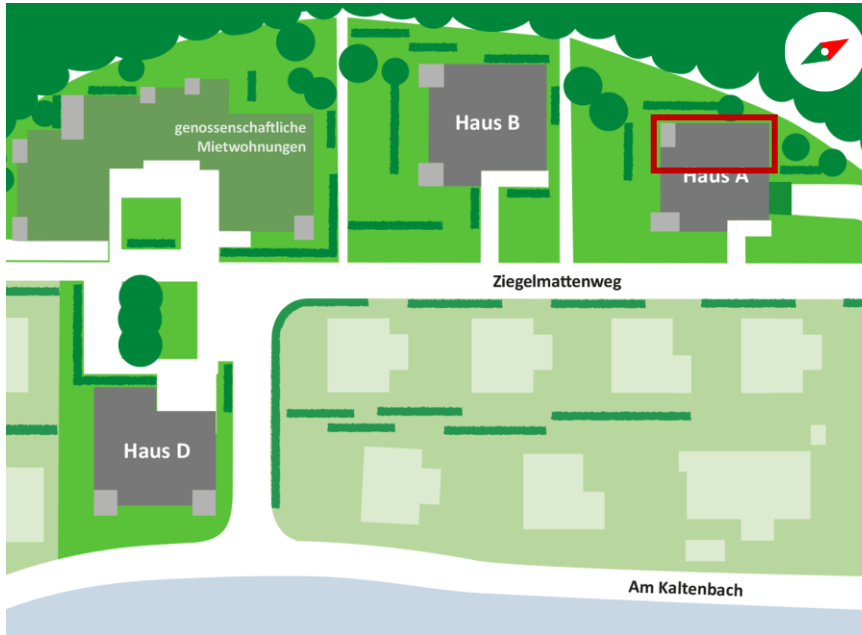 genossenschaftliche
Mietwohnungen
Haus B
Haus A
Ziegelmattenweg
Haus D
Am Kaltenbach